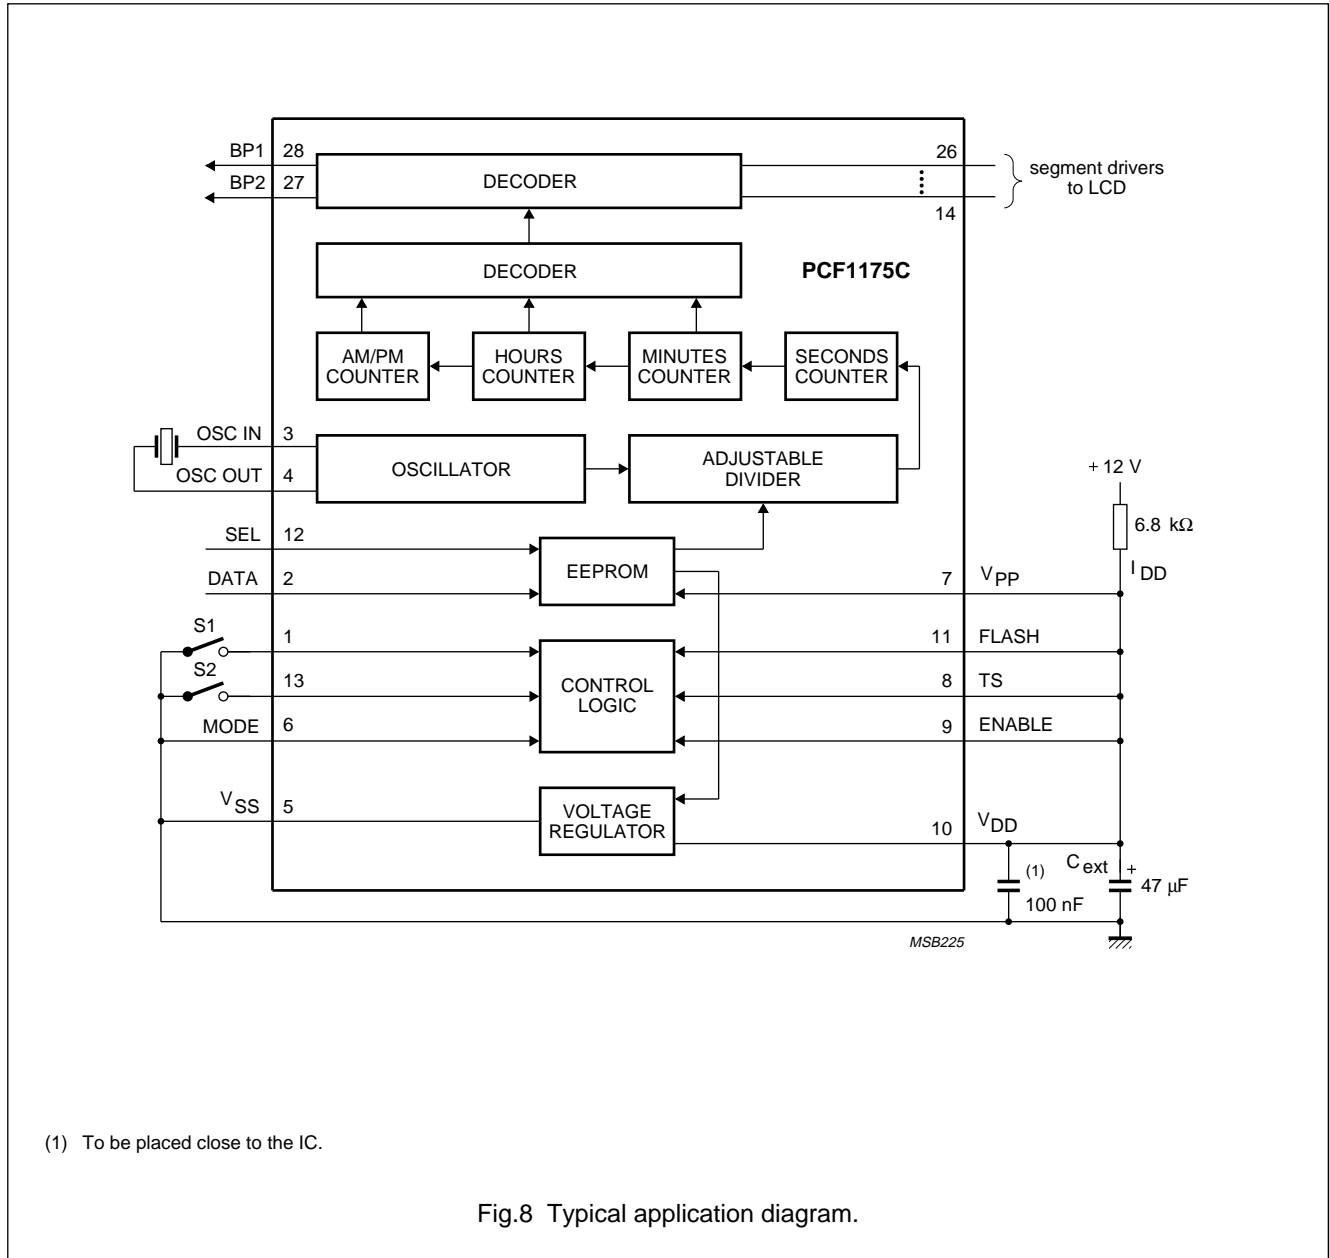 BP1 28
BP2 27
DECODER
26
14
segment drivers
to LCD
DECODER
PCF1175C
AM/PM
COUNTER
HOURS
COUNTER
MINUTES
COUNTER
SECONDS
COUNTER
OSC IN 3
OSC OUT 4
OSCILLATOR
ADJUSTABLE
DIVIDER
+ 12 V
6.8 kΩ
I DD
SEL 12
DATA 2
EEPROM
7 VPP
S1 1
S2 13
MODE 6
CONTROL
LOGIC
11 FLASH
8 TS
9 ENABLE
VSS 5
VOLTAGE
REGULATOR
10 VDD
(1)
100 nF
Cext +
47 μF
MSB225
(1) To be placed close to the IC.
Fig.8 Typical application diagram.